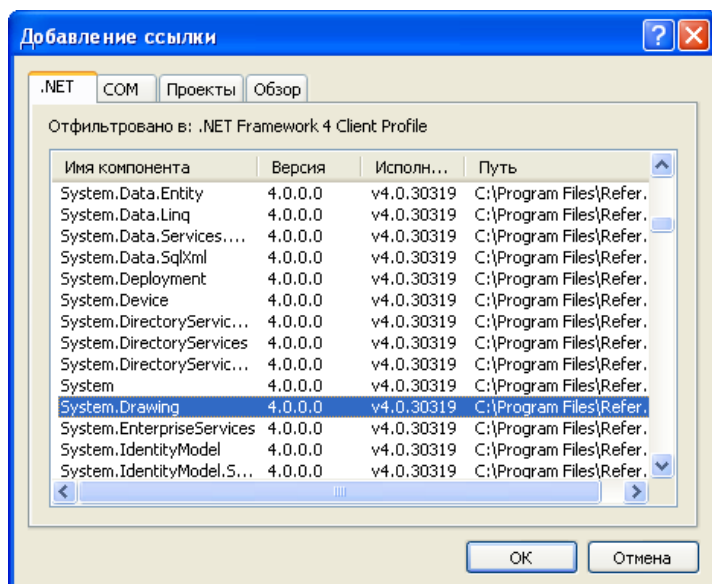 Добавление ссылки
.NET COM Проекты Обзор
Отфильтровано в: .NET Framework 4 Client Profile
Имя компонента Версия Исполн... Путь
System.Data.Entity 4.0.0.0 v4.0.30319 C:\Program Files\Refer.
System.Data.Linq 4.0.0.0 v4.0.30319 C:\Program Files\Refer.
System.Data.Services.... 4.0.0.0 v4.0.30319 C:\Program Files\Refer.
System.Data.SqlXml 4.0.0.0 v4.0.30319 C:\Program Files\Refer.
System.Deployment 4.0.0.0 v4.0.30319 C:\Program Files\Refer.
System.Device 4.0.0.0 v4.0.30319 C:\Program Files\Refer.
System.DirectoryServic... 4.0.0.0 v4.0.30319 C:\Program Files\Refer.
System.DirectoryServices 4.0.0.0 v4.0.30319 C:\Program Files\Refer.
System.DirectoryServic... 4.0.0.0 v4.0.30319 C:\Program Files\Refer.
System 4.0.0.0 v4.0.30319 C:\Program Files\Refer.
System.Drawing 4.0.0.0 v4.0.30319 C:\Program Files\Refer.
System.EnterpriseServices 4.0.0.0 v4.0.30319 C:\Program Files\Refer.
System.IdentityModel 4.0.0.0 v4.0.30319 C:\Program Files\Refer.
System.IdentityModel.S... 4.0.0.0 v4.0.30319 C:\Program Files\Refer.
ОК Отмена